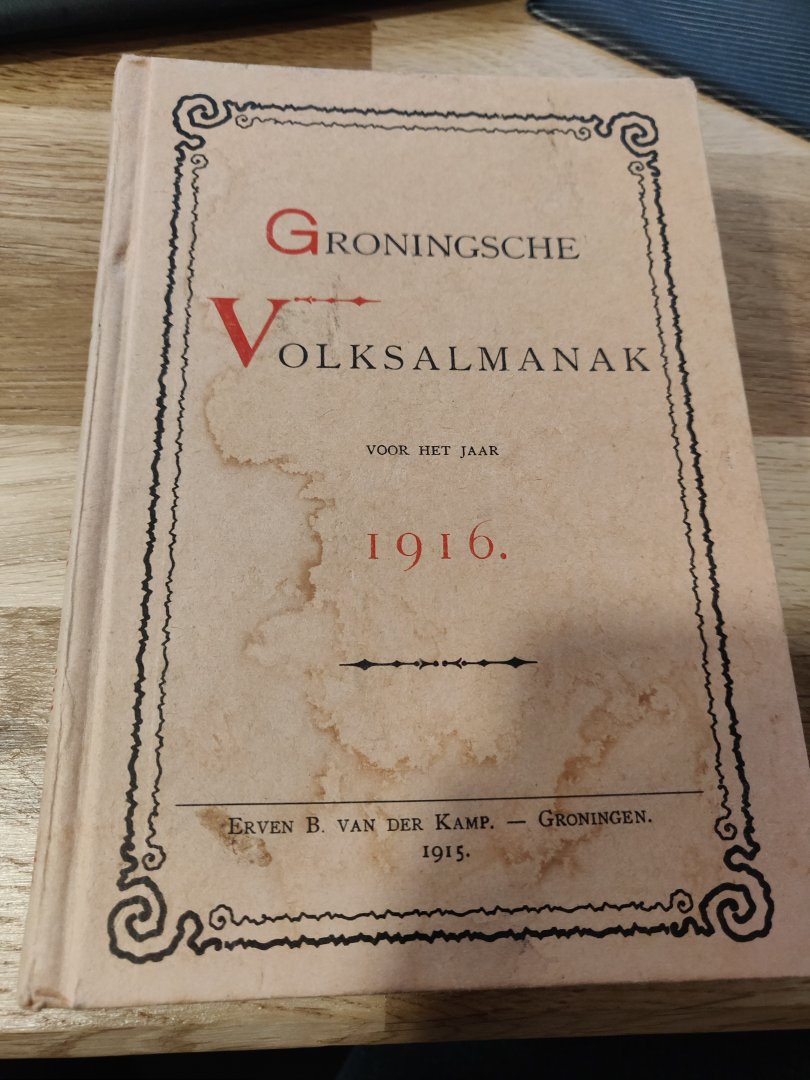 GRONINGSCHE
VOLKSALMANAK
VOOR HET JAAR
1916.
ERVEN B. VAN DER KAMP. — GRONINGEN.
1915.